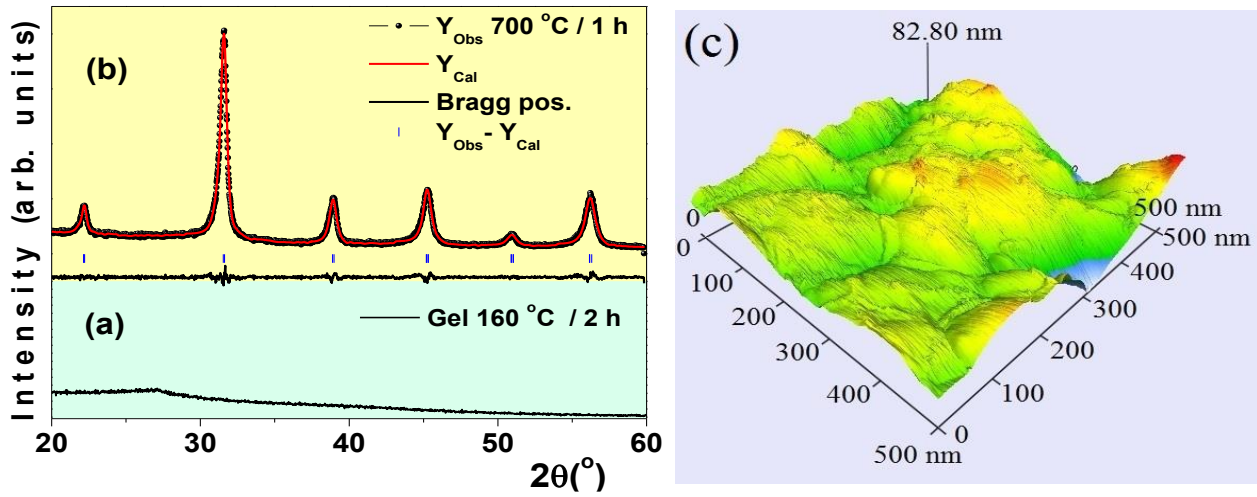 (b)
Y_Obs 700 °C / 1 h
Y_Cal
Bragg pos.
Y_Obs - Y_Cal
(a)
Gel 160 °C / 2 h
Intensity (arb. units)
20 30 40 50 60
2θ(°)
(c)
82.80 nm
0
0
100
200
300
400
500 nm
0
100
200
300
400
500 nm
500 nm